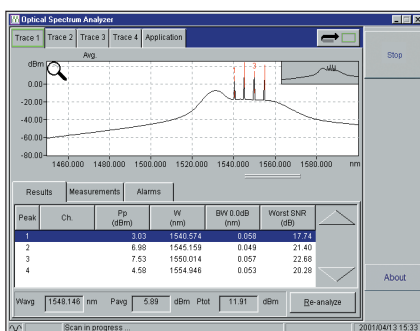 Optical Spectrum Analyzer
Trace 1 Trace 2 Trace 3 Trace 4 Application
Stop
Avg
dBm
0.00
-20.00
-40.00
-60.00
-80.00
1460.000 1480.000 1500.000 1520.000 1540.000 1560.000 1580.000 nm
Results Measurements Alarms
Peak Ch. Pp (dBm) W (nm) BW 0.0dB (nm) Worst SNR (dB)
1 3.03 1540.574 0.058 17.74
2 6.98 1545.159 0.049 21.40
3 7.53 1550.014 0.057 22.68
4 4.58 1554.946 0.053 20.28
About
Wavg 1548.146 nm Pavg 5.89 dBm Ptot 11.91 dBm Re-analyze
Scan in progress ... 2001/04/13 15:33